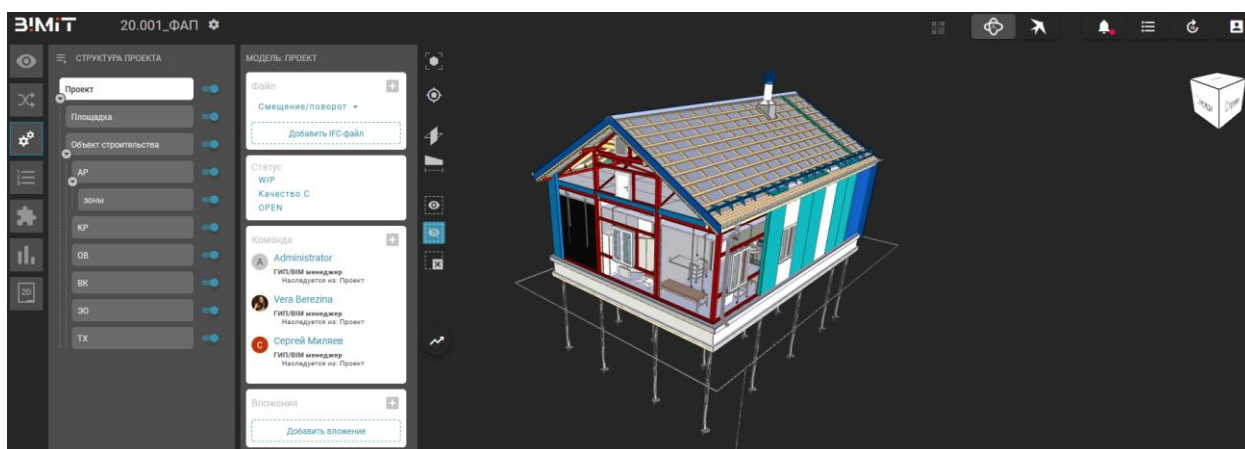 BIMiT
20.001_ФАП
СТРУКТУРА ПРОЕКТА
Проект
Площадка
Объект строительства
АР
зоны
КР
ОВ
ВК
ЭО
ТХ
2D
МОДЕЛЬ: ПРОЕКТ
Файл
Смещение/поворот
Добавить IFC-файл
Статус
WIP
Качество C
OPEN
Команда
A
Administrator
ГИП/BIM менеджер
Наследуется из: Проект
Vera Berezina
ГИП/BIM менеджер
Наследуется из: Проект
С
Сергей Миляев
ГИП/BIM менеджер
Наследуется из: Проект
Вложения
Добавить вложение